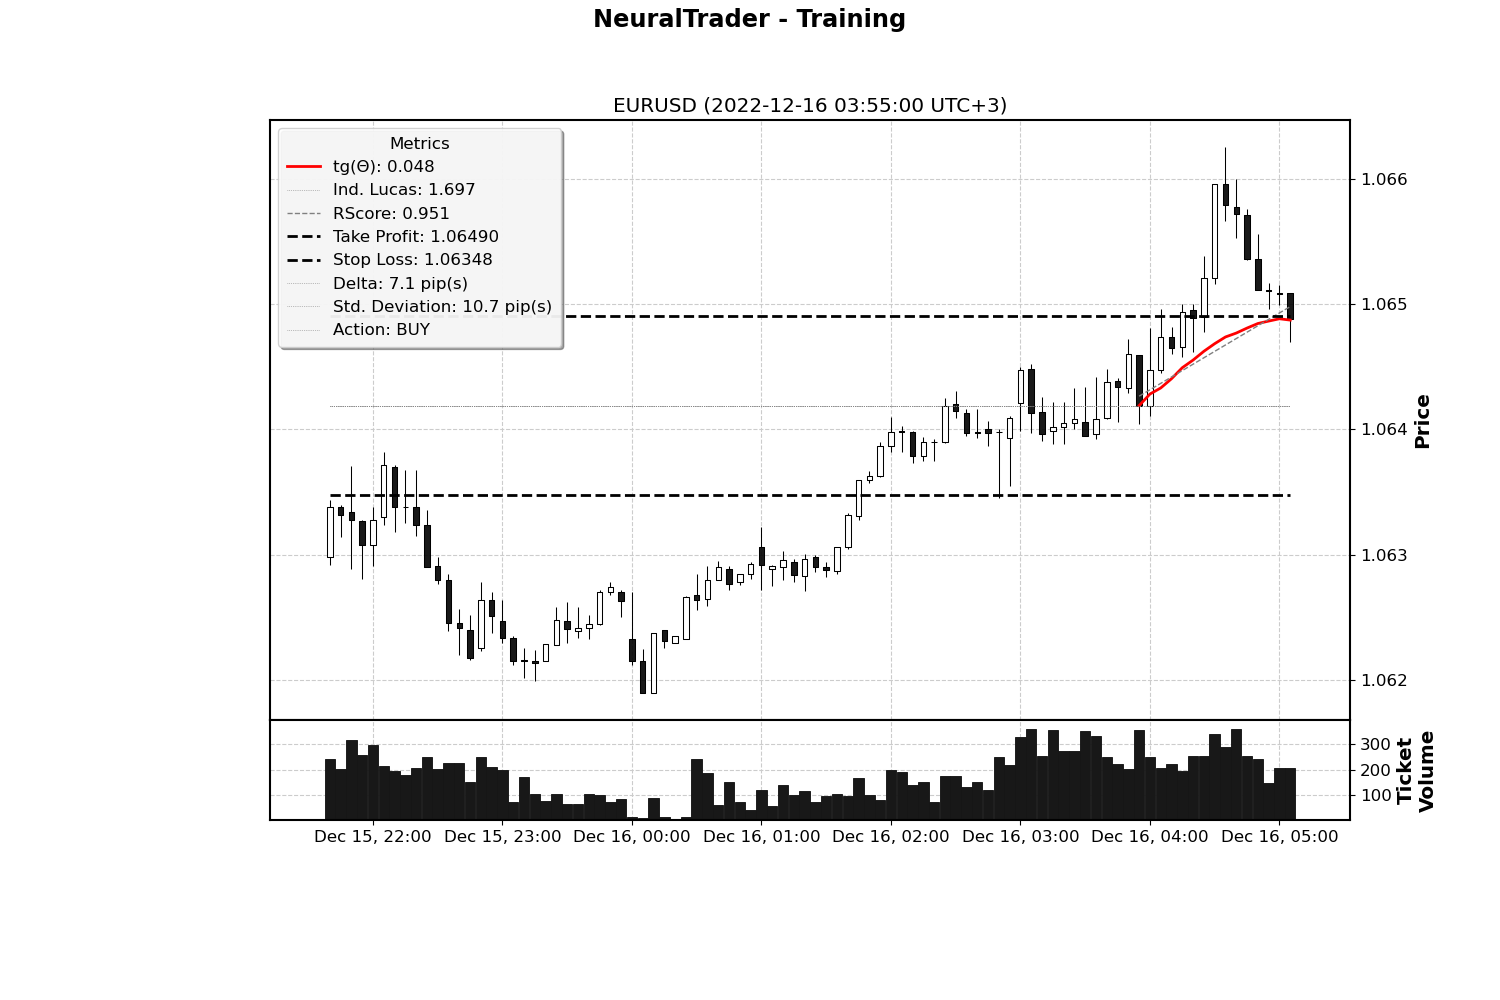 NeuralTrader - Training
EURUSD (2022-12-16 03:55:00 UTC+3)
Metrics
tg(Θ): 0.048
Ind. Lucas: 1.697
RScore: 0.951
Take Profit: 1.06490
Stop Loss: 1.06348
Delta: 7.1 pip(s)
Std. Deviation: 10.7 pip(s)
Action: BUY
1.066
1.065
1.064
1.063
1.062
Price
300
200
100
Ticket
Volume
Dec 15, 22:00 Dec 15, 23:00 Dec 16, 00:00 Dec 16, 01:00 Dec 16, 02:00 Dec 16, 03:00 Dec 16, 04:00 Dec 16, 05:00